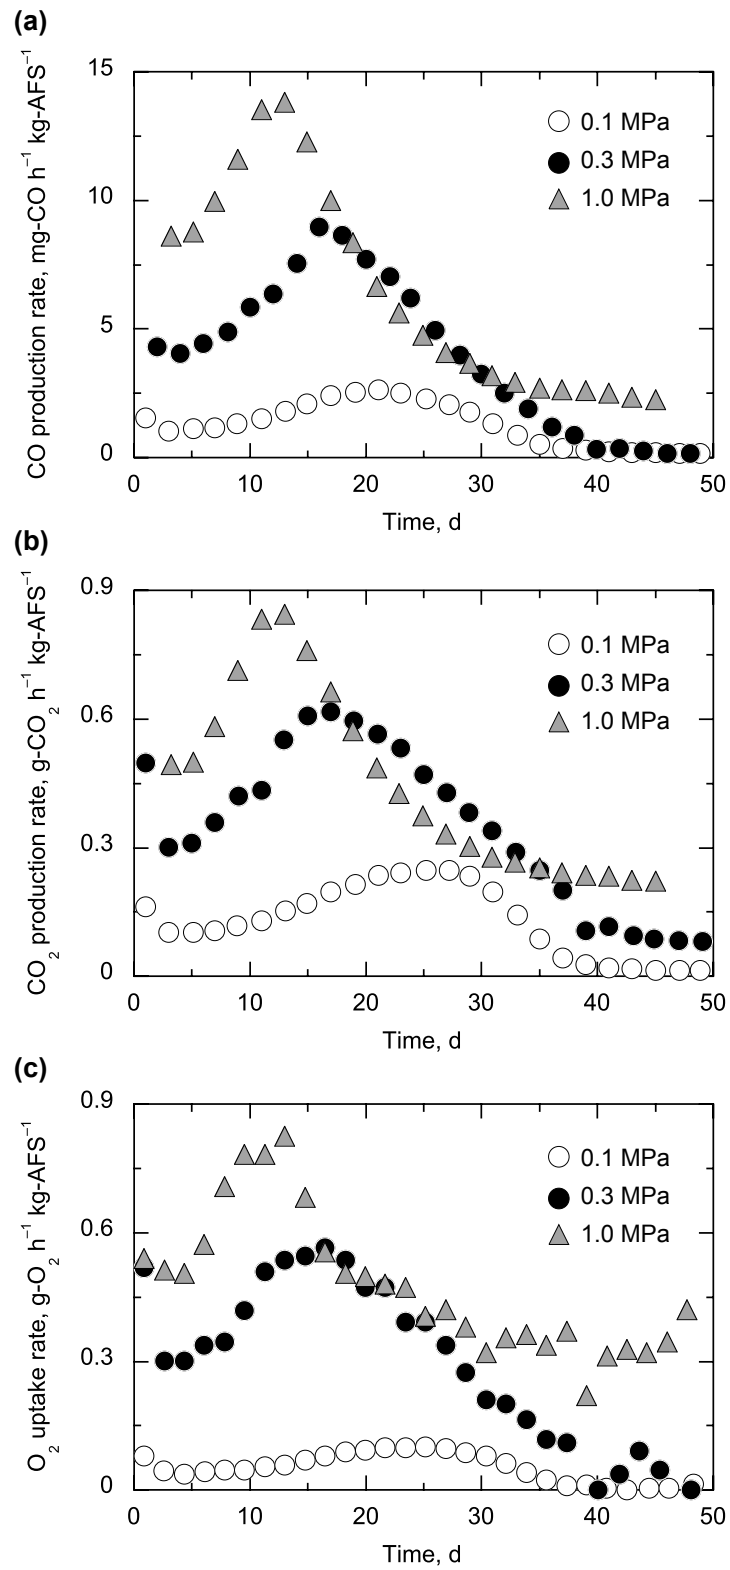 (a)
CO production rate, mg-CO h⁻¹ kg-AFS⁻¹
15
10
5
0
0.1 MPa
0.3 MPa
1.0 MPa
0 10 20 30 40 50
Time, d
(b)
CO₂ production rate, g-CO₂ h⁻¹ kg-AFS⁻¹
0.9
0.6
0.3
0
0.1 MPa
0.3 MPa
1.0 MPa
0 10 20 30 40 50
Time, d
(c)
O₂ uptake rate, g-O₂ h⁻¹ kg-AFS⁻¹
0.9
0.6
0.3
0
0.1 MPa
0.3 MPa
1.0 MPa
0 10 20 30 40 50
Time, d